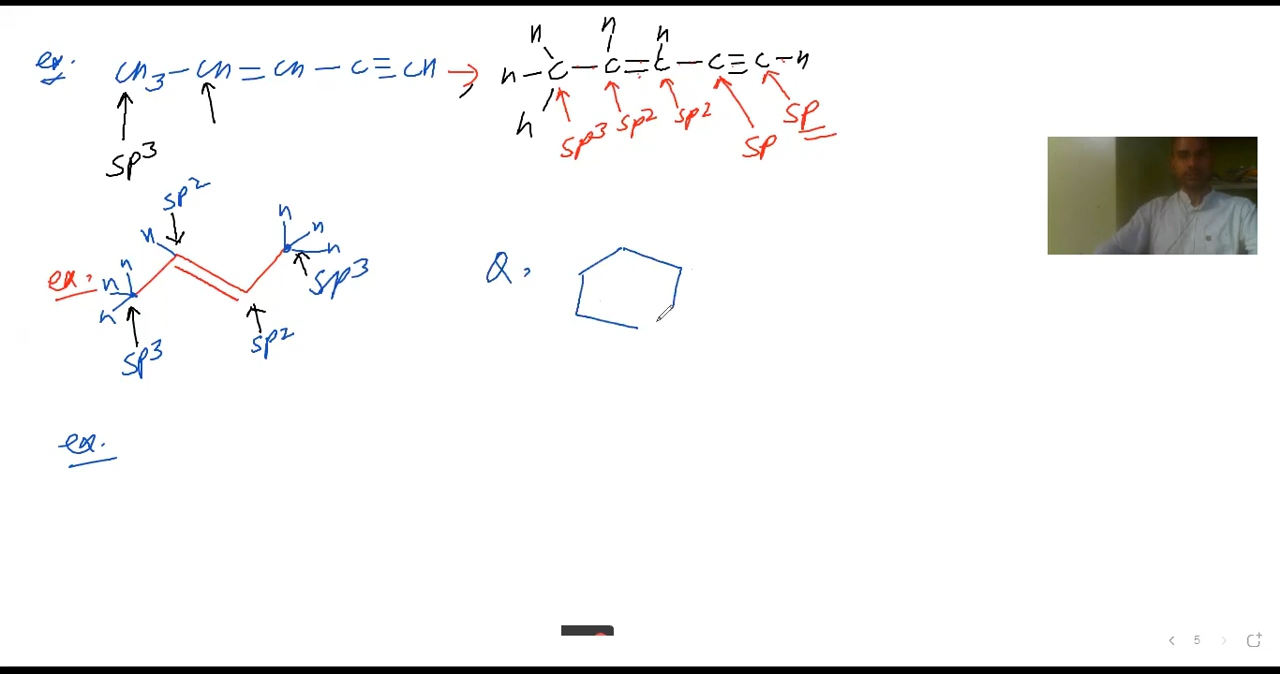 ex. CH3 — CH = CH — C ≡ CH →
H H H H H H
C — C = C — C ≡ C — H
sp3 sp2 sp2 sp sp
sp3
sp2
ex. H H H H H H H
sp3 sp2 sp3
Q.
ex.
5